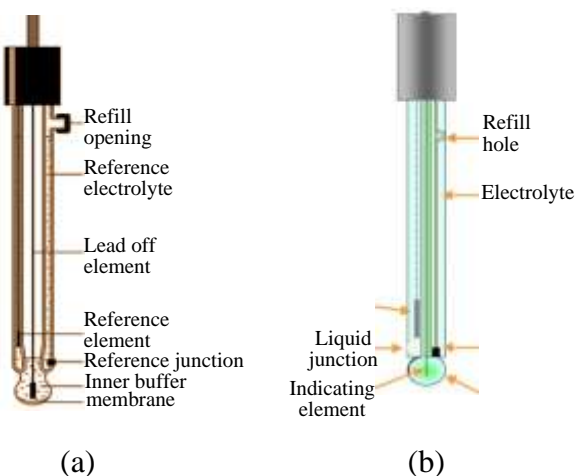 Refill
opening
Reference
electrolyte
Lead off
element
Reference
element
Reference junction
Inner buffer
membrane
(a)
Refill
hole
Electrolyte
Liquid
junction
Indicating
element
(b)